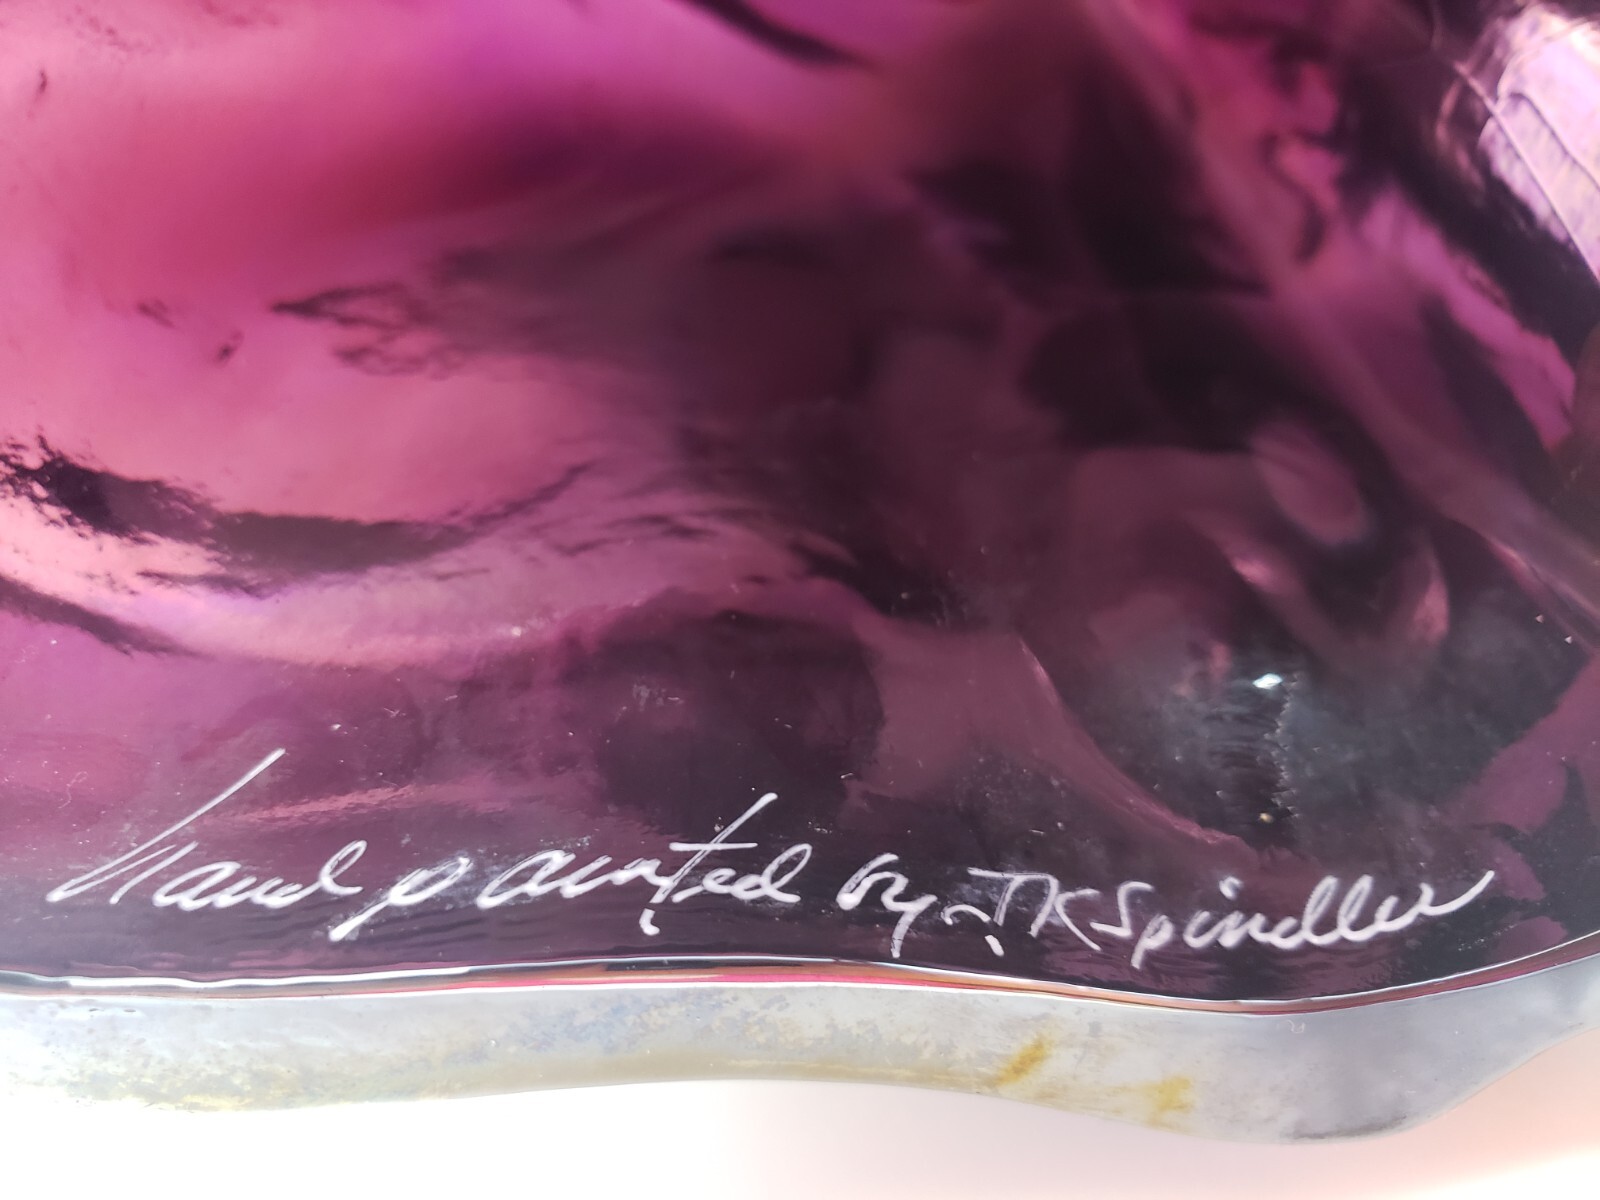 hand painted by JK Spindler